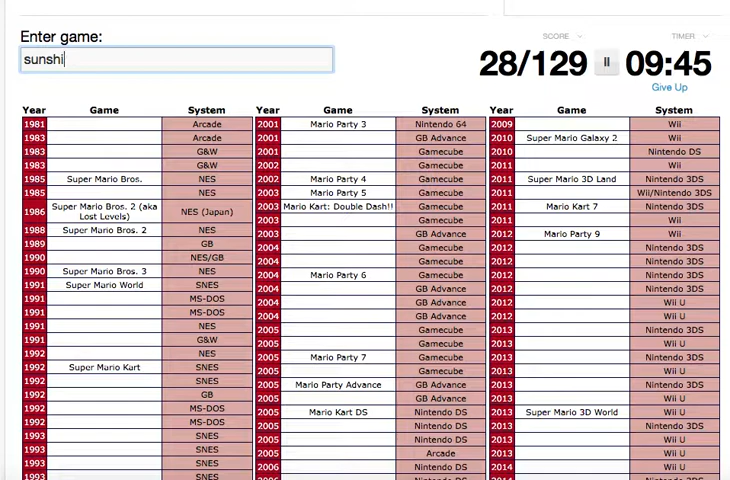 Enter game:
sunshi
SCORE
28/129
TIMER
09:45
Give Up
Year Game System
1981 Arcade
1983 Arcade
1983 G&W
1983 G&W
1985 Super Mario Bros. NES
1985 NES
1986 Super Mario Bros. 2 (aka Lost Levels) NES (Japan)
1988 Super Mario Bros. 2 NES
1989 GB
1990 NES/GB
1990 Super Mario Bros. 3 NES
1991 Super Mario World SNES
1991 MS-DOS
1991 MS-DOS
1991 NES
1991 G&W
1992 NES
1992 Super Mario Kart SNES
1992 SNES
1992 GB
1992 MS-DOS
1992 MS-DOS
1993 SNES
1993 SNES
1993 SNES
1993 SNES
Year Game System
2001 Mario Party 3 Nintendo 64
2001 GB Advance
2001 Gamecube
2002 Gamecube
2002 Mario Party 4 Gamecube
2002 Mario Party 5 Gamecube
2003 Mario Kart: Double Dash!! Gamecube
2003 Gamecube
2003 GB Advance
2004 Gamecube
2004 Gamecube
2004 Mario Party 6 Gamecube
2004 GB Advance
2004 GB Advance
2004 GB Advance
2005 Gamecube
2005 Gamecube
2005 Mario Party 7 Gamecube
2005 Gamecube
2005 Mario Party Advance GB Advance
2005 GB Advance
2005 Mario Kart DS Nintendo DS
2005 Nintendo DS
2005 Nintendo DS
2005 Arcade
2006 Nintendo DS
Year Game System
2009 Wii
2010 Super Mario Galaxy 2 Wii
2010 Nintendo DS
2011 Wii
2011 Super Mario 3D Land Nintendo 3DS
2011 Wii/Nintendo 3DS
2011 Mario Kart 7 Nintendo 3DS
2011 Wii
2012 Mario Party 9 Wii
2012 Nintendo 3DS
2012 Nintendo 3DS
2012 Nintendo 3DS
2012 Nintendo 3DS
2012 Wii U
2012 Wii U
2013 Nintendo 3DS
2013 Wii U
2013 Nintendo 3DS
2013 Wii U
2013 Nintendo 3DS
2013 Wii U
2013 Super Mario 3D World Wii U
2013 Nintendo 3DS
2013 Wii U
2013 Wii U
2014 Wii U